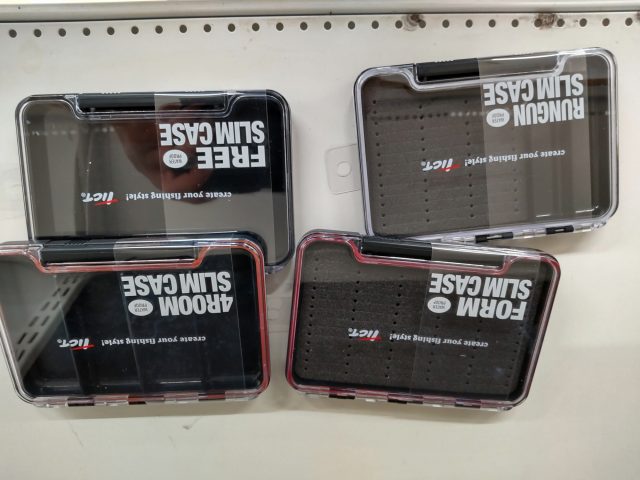 create your fishing style! TICT
FORM WATER PROOF
SLIM CASE
create your fishing style! TICT
4ROOM WATER PROOF
SLIM CASE
create your fishing style! TICT
RUNGUN WATER PROOF
SLIM CASE
create your fishing style! TICT
FREE WATER PROOF
SLIM CASE